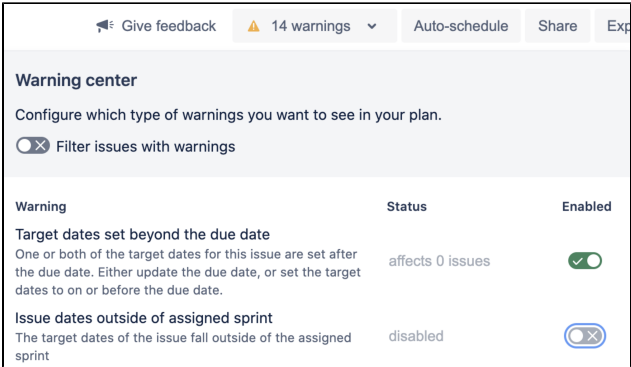 Give feedback 14 warnings Auto-schedule Share Exp
Warning center
Configure which type of warnings you want to see in your plan.
Filter issues with warnings
Warning Status Enabled
Target dates set beyond the due date
One or both of the target dates for this issue are set after
the due date. Either update the due date, or set the target
dates to on or before the due date.
affects 0 issues
Issue dates outside of assigned sprint
The target dates of the issue fall outside of the assigned
sprint
disabled